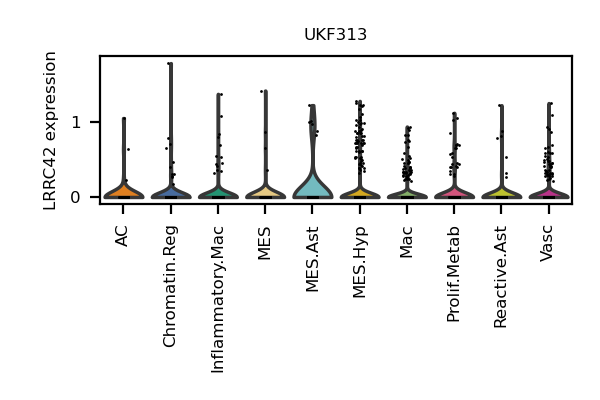 UKF313
LRRC42 expression
1
0
AC
Chromatin.Reg
Inflammatory.Mac
MES
MES.Ast
MES.Hyp
Mac
Prolif.Metab
Reactive.Ast
Vasc